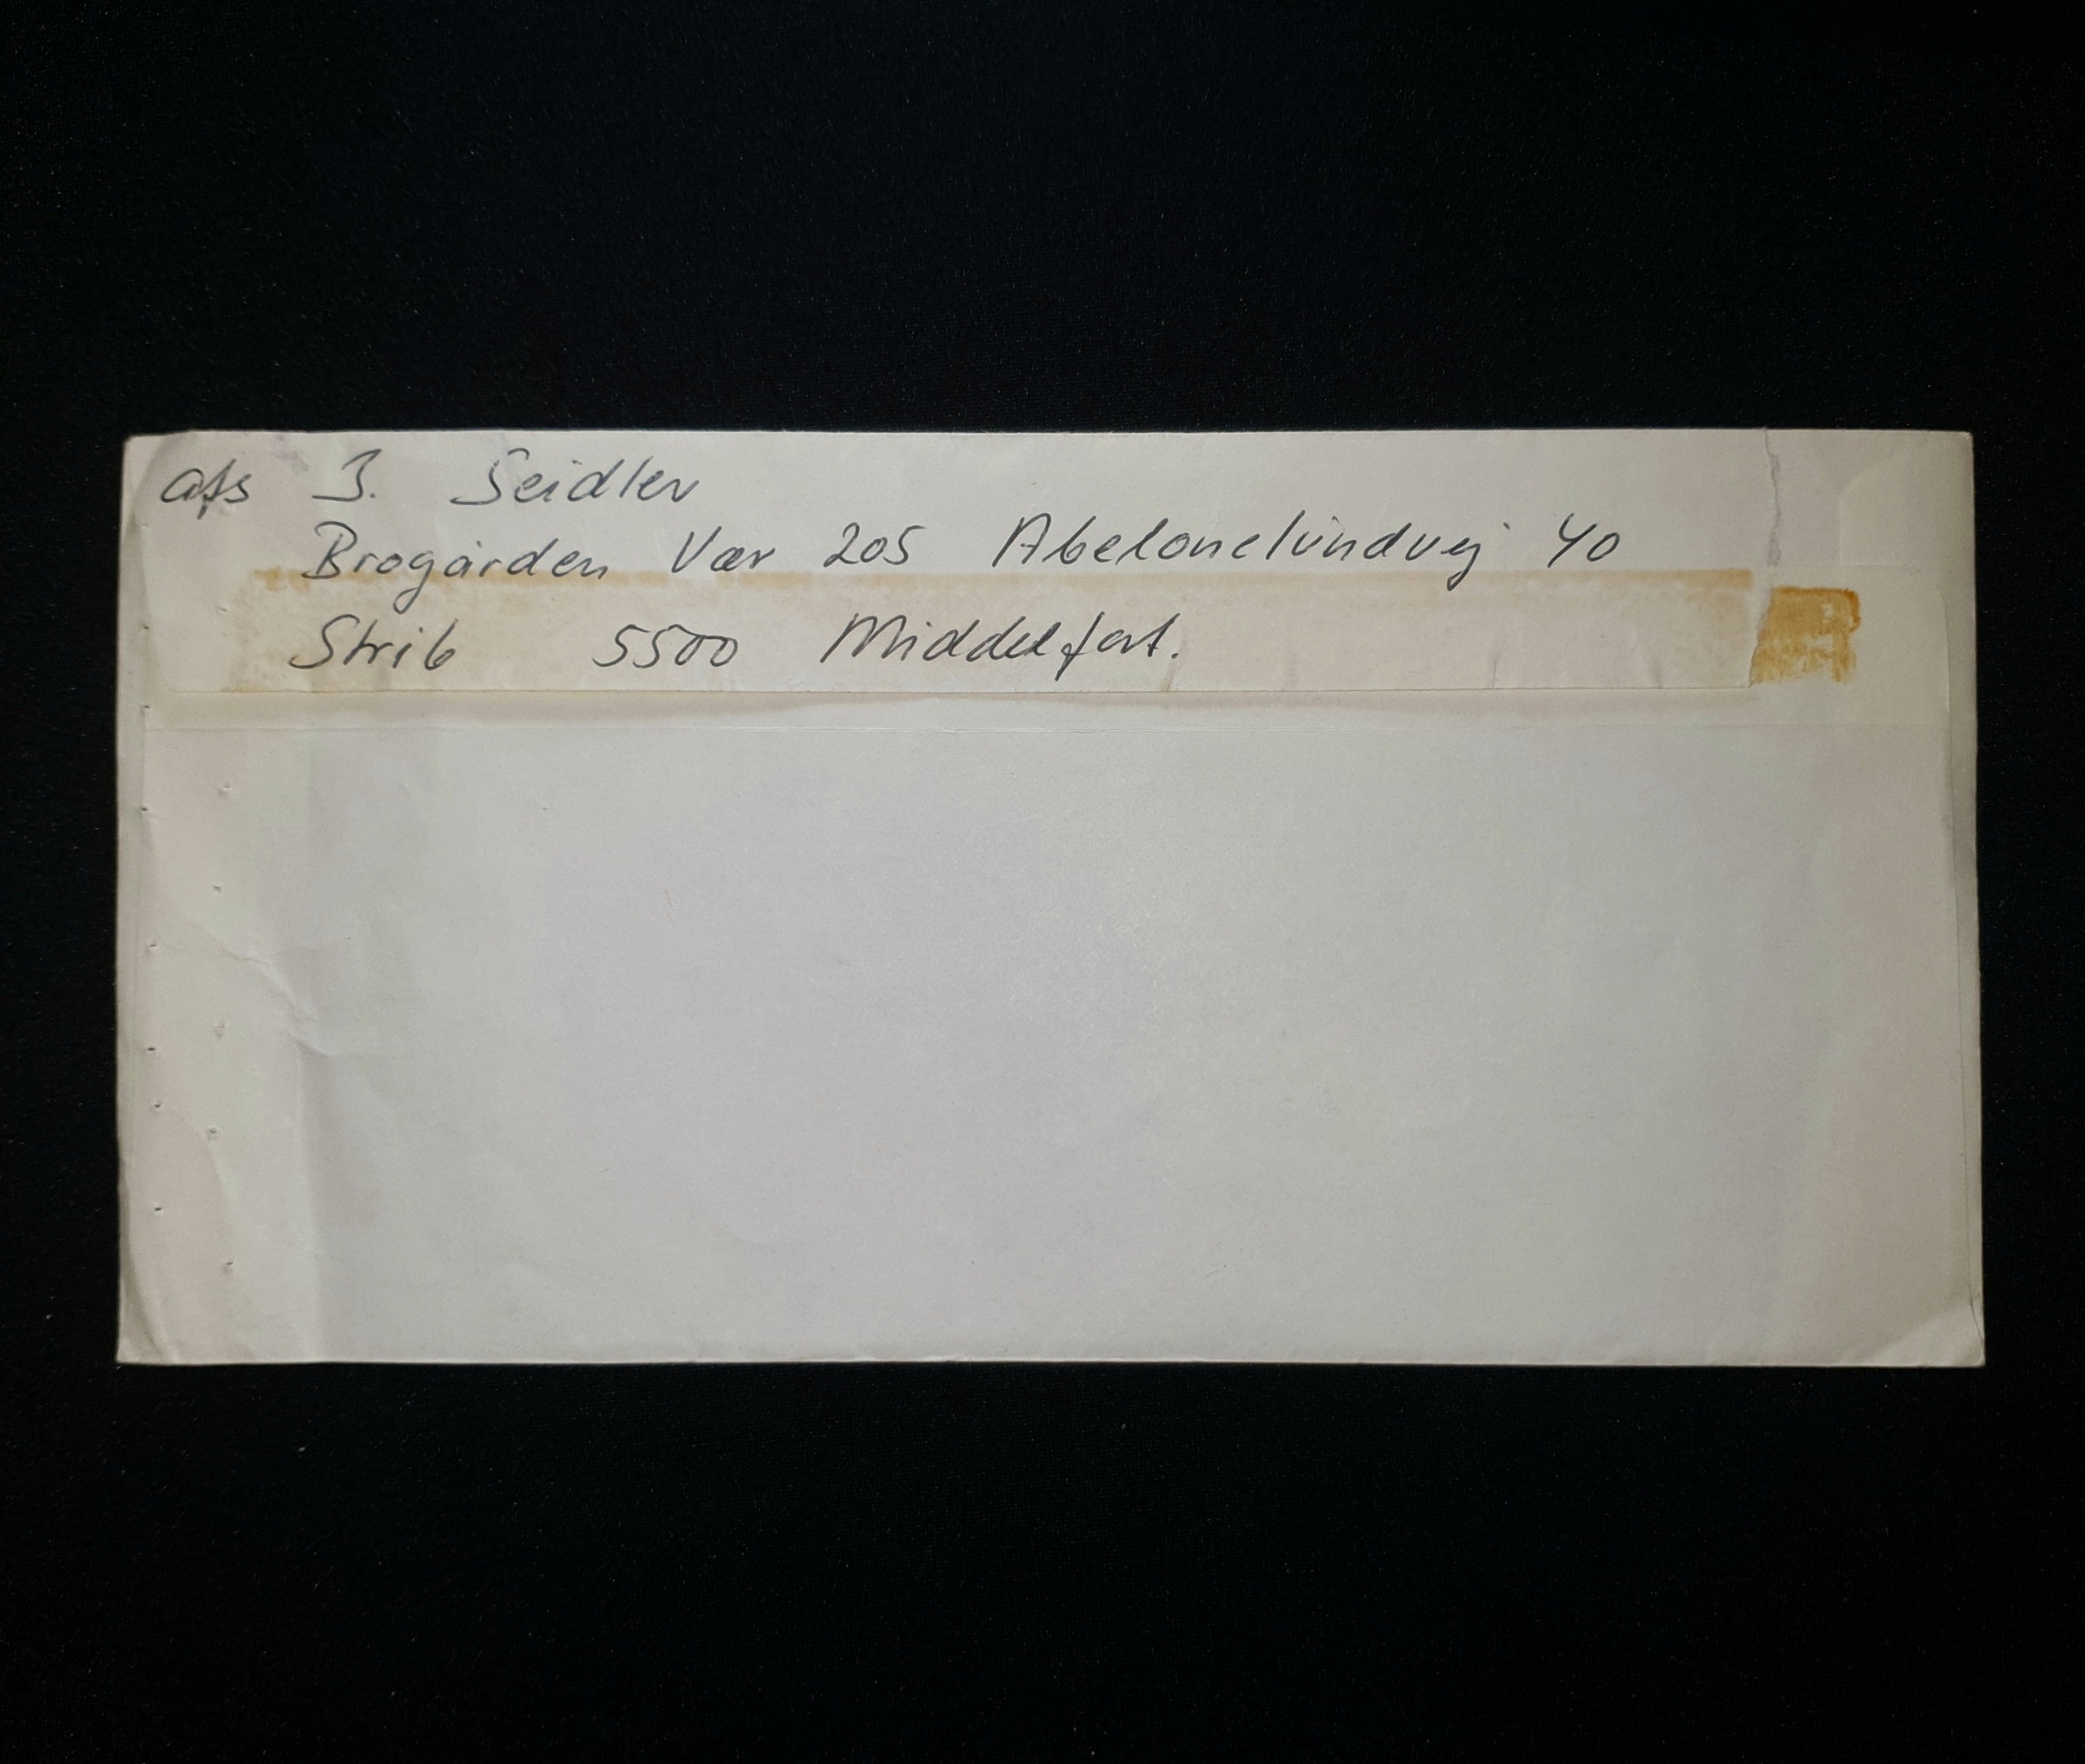 afs J. Seidler
Brogården Vær 205 Abelonelundvej 40
Strib 5500 Middelfart.